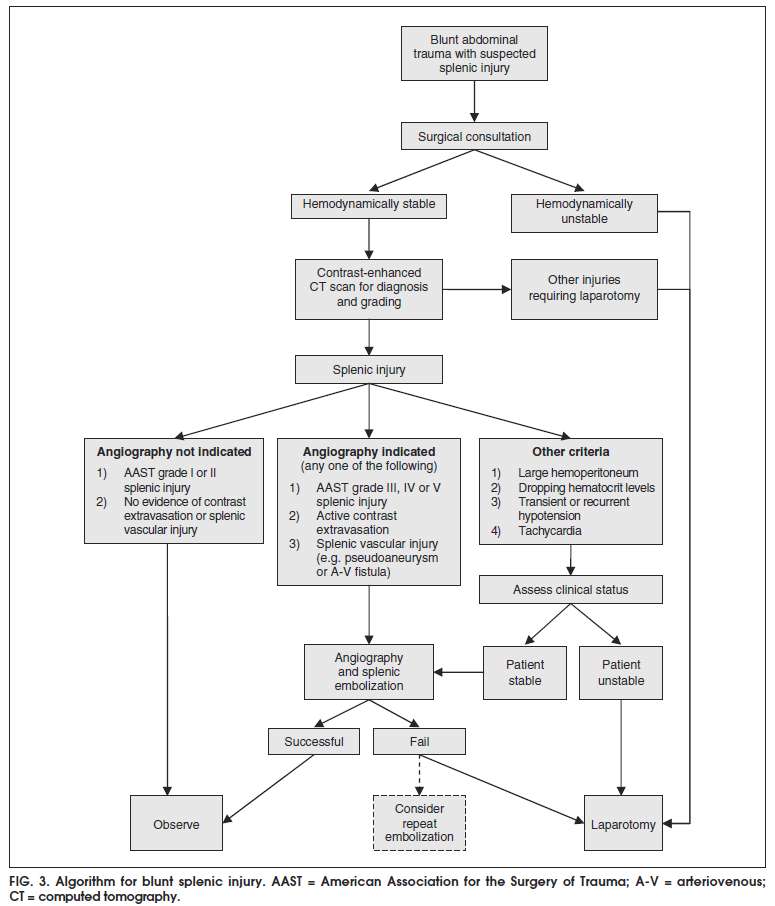 Blunt abdominal
trauma with suspected
splenic injury
Surgical consultation
Hemodynamically stable
Hemodynamically
unstable
Contrast-enhanced
CT scan for diagnosis
and grading
Other injuries
requiring laparotomy
Splenic injury
Angiography not indicated
1) AAST grade I or II
splenic injury
2) No evidence of contrast
extravasation or splenic
vascular injury
Angiography indicated
(any one of the following)
1) AAST grade III, IV or V
splenic injury
2) Active contrast
extravasation
3) Splenic vascular injury
(e.g. pseudoaneurysm
or A-V fistula)
Other criteria
1) Large hemoperitoneum
2) Dropping hematocrit levels
3) Transient or recurrent
hypotension
4) Tachycardia
Assess clinical status
Angiography
and splenic
embolization
Patient
stable
Patient
unstable
Successful
Fail
Observe
Consider
repeat
embolization
Laparotomy
FIG. 3. Algorithm for blunt splenic injury. AAST = American Association for the Surgery of Trauma; A-V = arteriovenous;
CT = computed tomography.